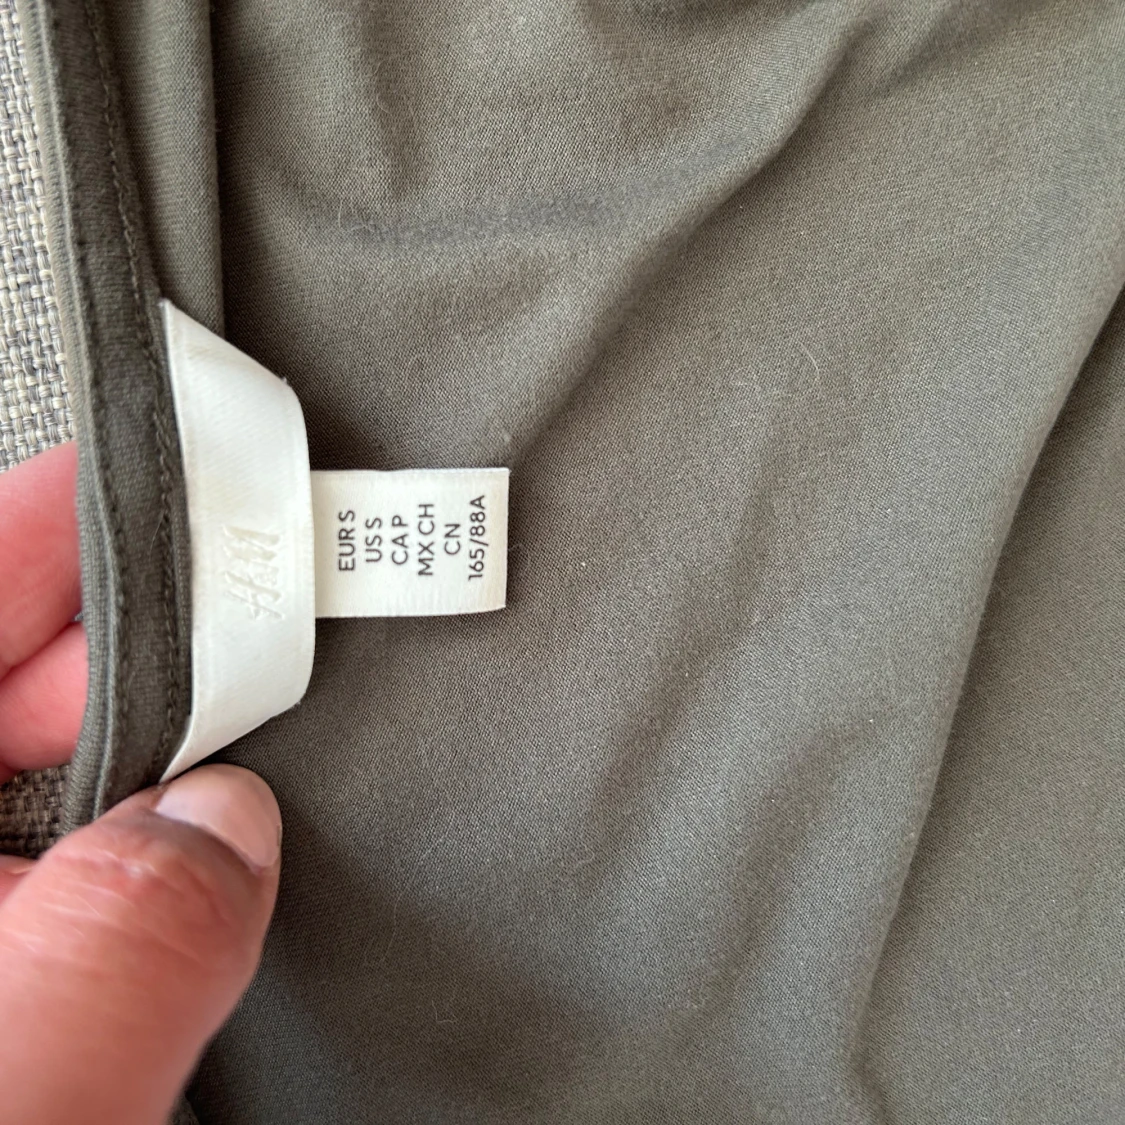 H&M
EUR S
US S
CA P
MX CH
CN
165/88A